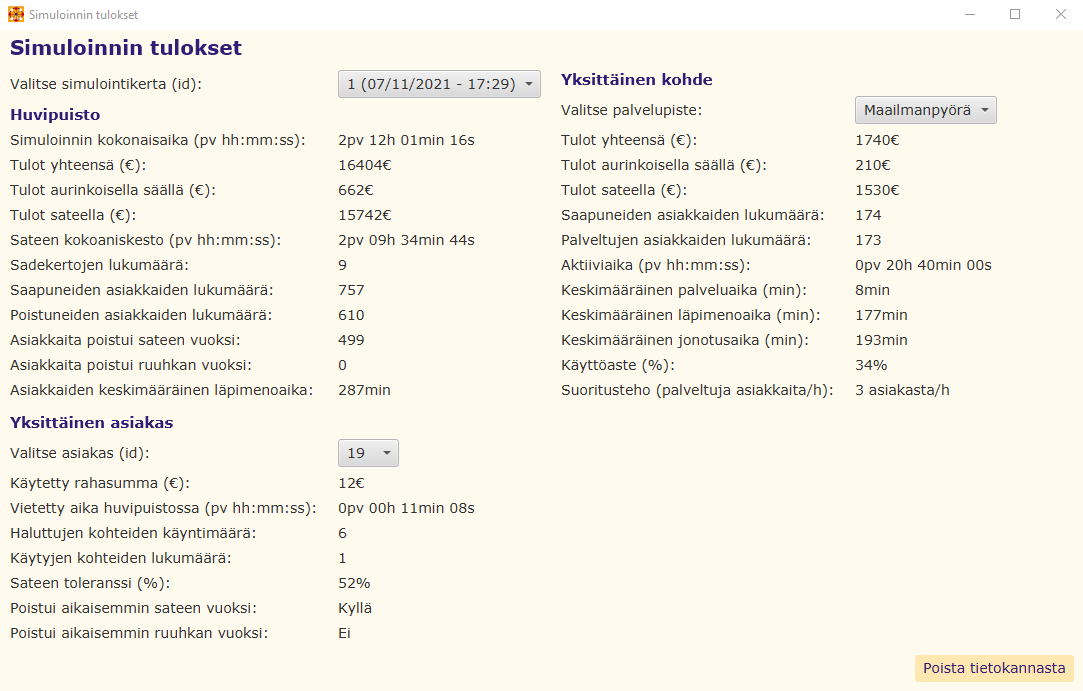 Simuloinnin tulokset
Simuloinnin tulokset
Valitse simulointikerta (id): 1 (07/11/2021 - 17:29)
Huvipuisto
Simuloinnin kokonaisaika (pv hh:mm:ss): 2pv 12h 01min 16s
Tulot yhteensä (€): 16404€
Tulot aurinkoisella säällä (€): 662€
Tulot sateella (€): 15742€
Sateen kokoaniskesto (pv hh:mm:ss): 2pv 09h 34min 44s
Sadekertojen lukumäärä: 9
Saapuneiden asiakkaiden lukumäärä: 757
Poistuneiden asiakkaiden lukumäärä: 610
Asiakkaita poistui sateen vuoksi: 499
Asiakkaita poistui ruuhkan vuoksi: 0
Asiakkaiden keskimääräinen läpimenoaika: 287min
Yksittäinen asiakas
Valitse asiakas (id): 19
Käytetty rahasumma (€): 12€
Vietetty aika huvipuistossa (pv hh:mm:ss): 0pv 00h 11min 08s
Haluttujen kohteiden käyntimäärä: 6
Käytyjen kohteiden lukumäärä: 1
Sateen toleranssi (%): 52%
Poistui aikaisemmin sateen vuoksi: Kyllä
Poistui aikaisemmin ruuhkan vuoksi: Ei
Yksittäinen kohde
Valitse palvelupiste: Maailmanpyörä
Tulot yhteensä (€): 1740€
Tulot aurinkoisella säällä (€): 210€
Tulot sateella (€): 1530€
Saapuneiden asiakkaiden lukumäärä: 174
Palveltujen asiakkaiden lukumäärä: 173
Aktiiviaika (pv hh:mm:ss): 0pv 20h 40min 00s
Keskimääräinen palveluaika (min): 8min
Keskimääräinen läpimenoaika (min): 177min
Keskimääräinen jonotusaika (min): 193min
Käyttöaste (%): 34%
Suoritusteho (palveltuja asiakkaita/h): 3 asiakasta/h
Poista tietokannasta